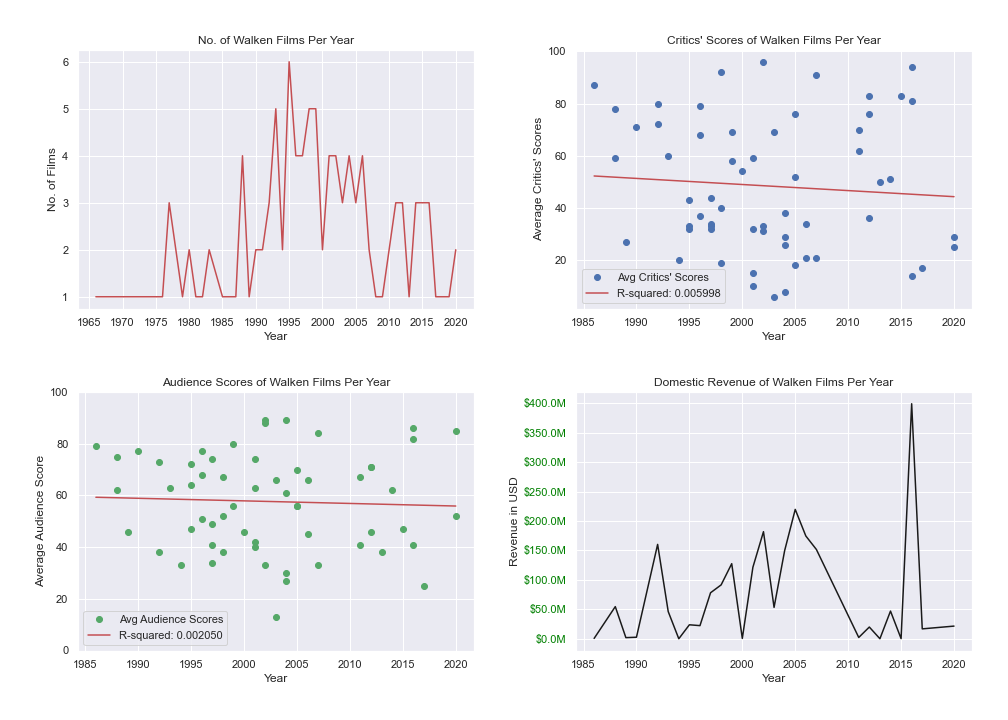 No. of Walken Films Per Year
No. of Films
6
5
4
3
2
1
1965 1970 1975 1980 1985 1990 1995 2000 2005 2010 2015 2020
Year
Critics' Scores of Walken Films Per Year
Average Critics' Scores
100
80
60
40
20
Avg Critics' Scores
R-squared: 0.005998
1985 1990 1995 2000 2005 2010 2015 2020
Year
Audience Scores of Walken Films Per Year
Average Audience Score
100
80
60
40
20
0
Avg Audience Scores
R-squared: 0.002050
1985 1990 1995 2000 2005 2010 2015 2020
Year
Domestic Revenue of Walken Films Per Year
Revenue in USD
$400.0M
$350.0M
$300.0M
$250.0M
$200.0M
$150.0M
$100.0M
$50.0M
$0.0M
1985 1990 1995 2000 2005 2010 2015 2020
Year